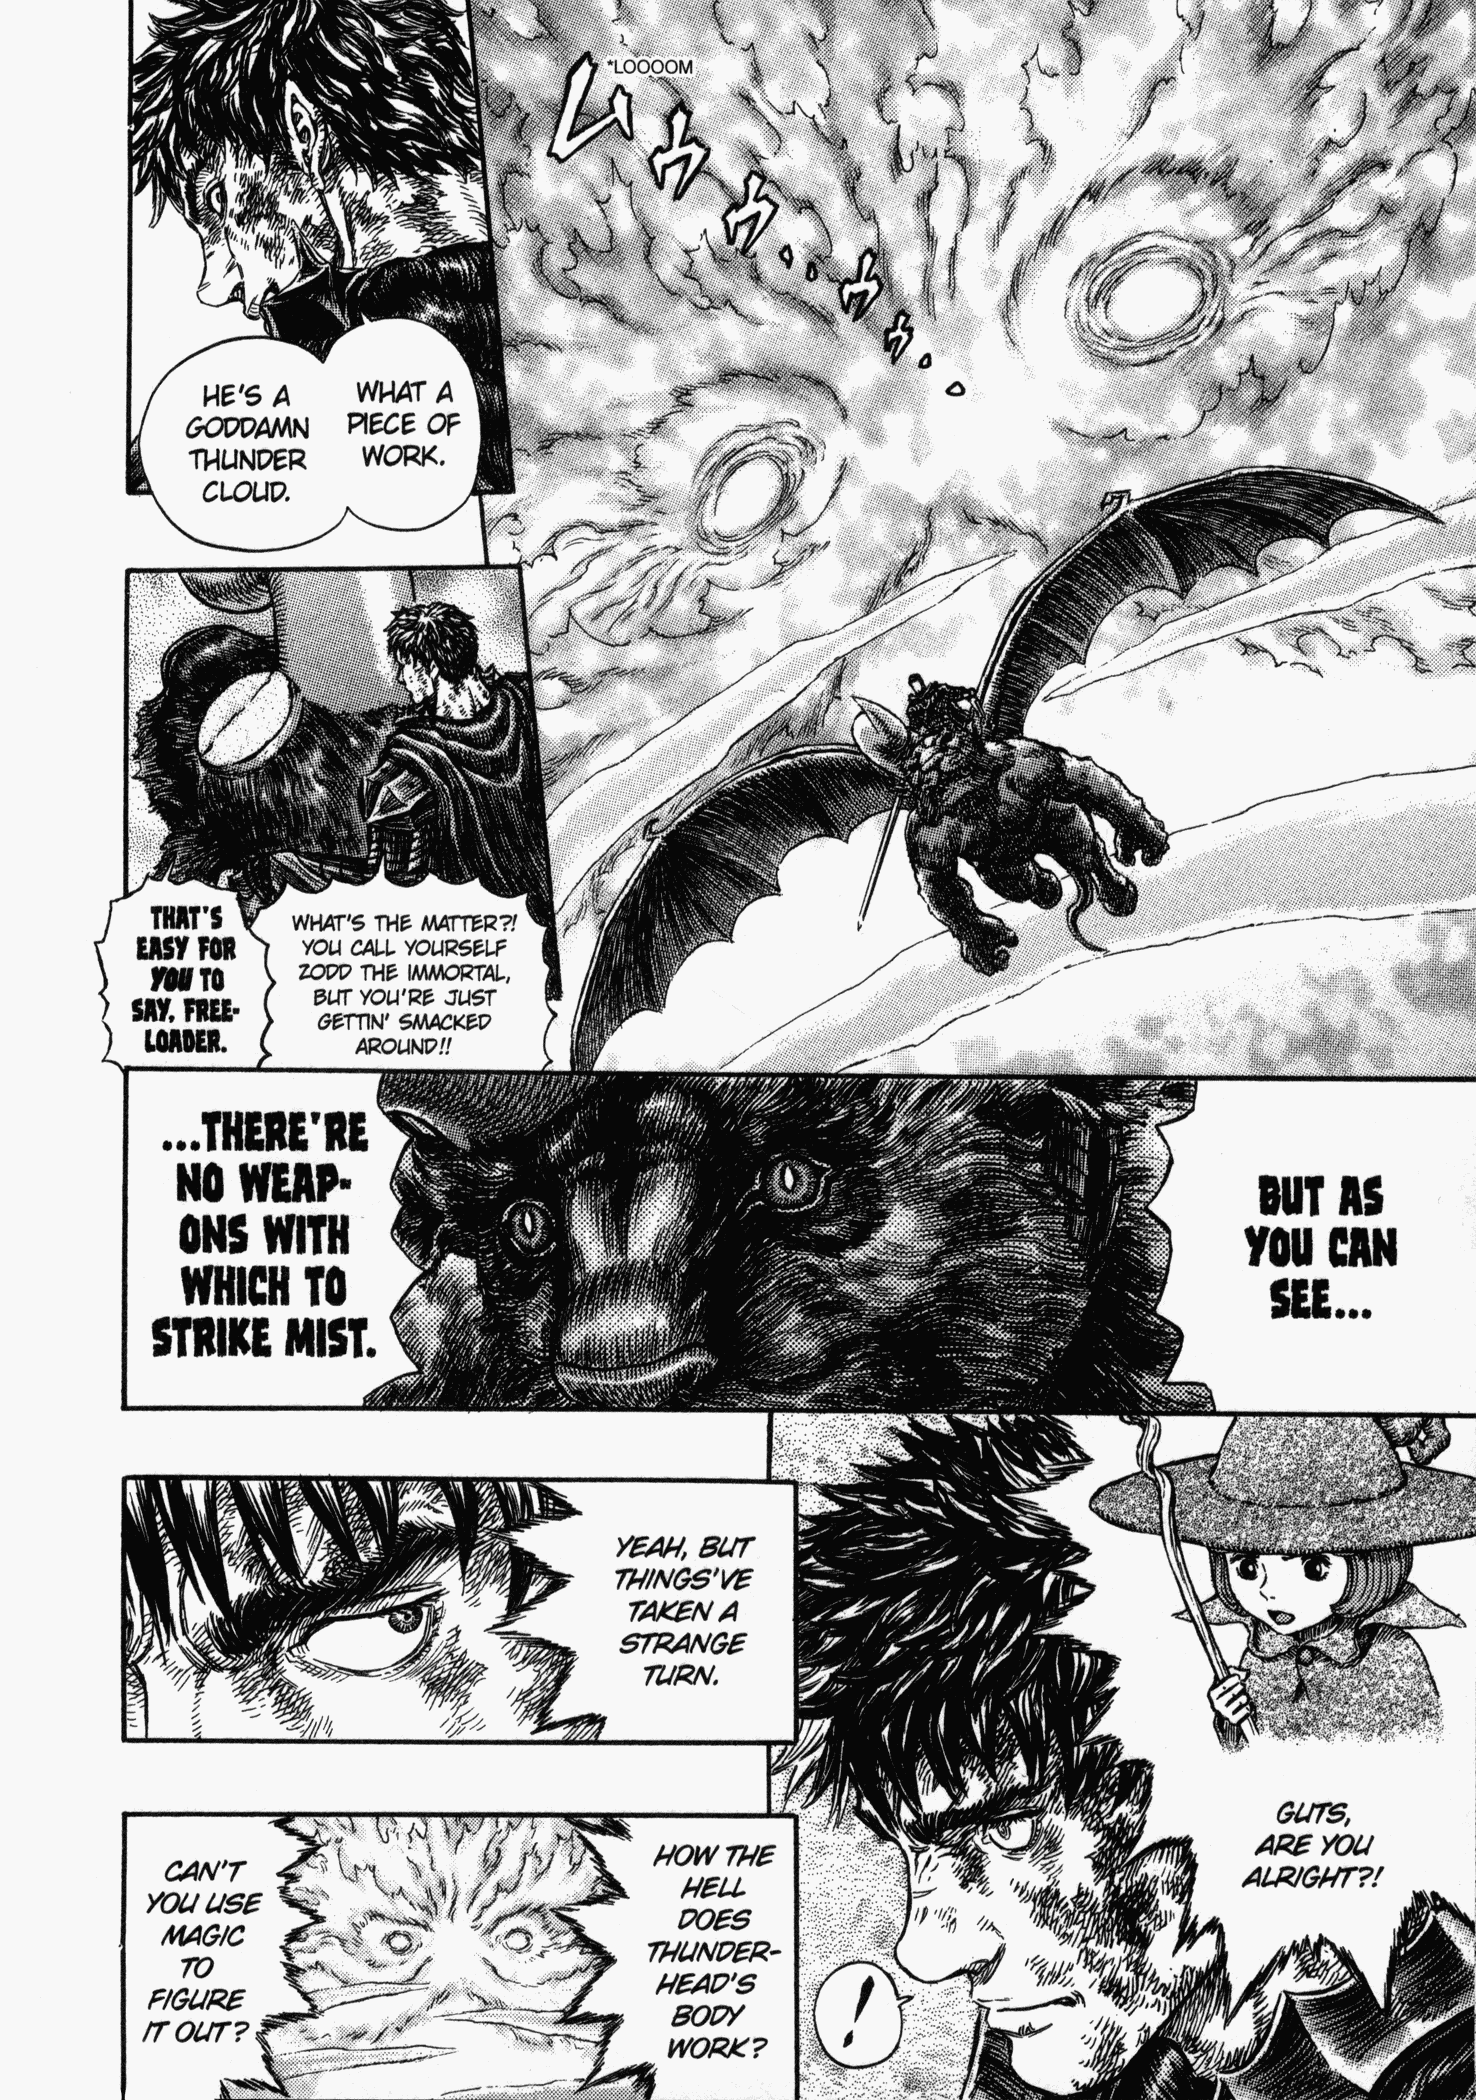 *LOOOOM
ムゥゥ..ゥゥ..
WHAT A
PIECE OF
WORK.
HE'S A
GODDAMN
THUNDER
CLOUD.
WHAT'S THE MATTER?!
YOU CALL YOURSELF
ZODD THE IMMORTAL,
BUT YOU'RE JUST
GETTIN' SMACKED
AROUND!!
THAT'S
EASY FOR
YOU TO
SAY, FREE-
LOADER.
BUT AS
YOU CAN
SEE...
...THERE'RE
NO WEAP-
ONS WITH
WHICH TO
STRIKE MIST.
GUTS,
ARE YOU
ALRIGHT?!
!
YEAH, BUT
THINGS'VE
TAKEN A
STRANGE
TURN.
HOW THE
HELL
DOES
THUNDER-
HEAD'S
BODY
WORK?
CAN'T
YOU USE
MAGIC
TO
FIGURE
IT OUT?